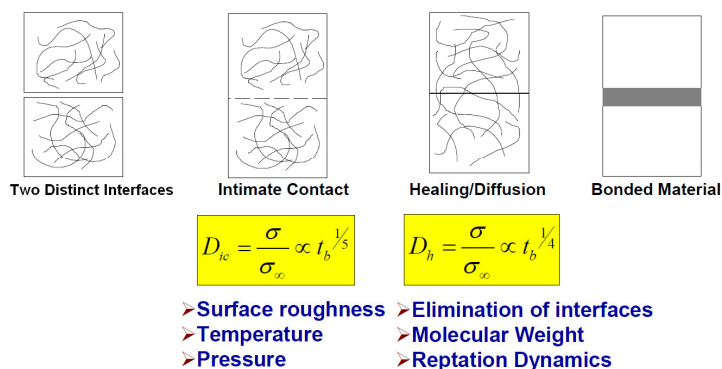 Two Distinct Interfaces
Intimate Contact
Healing/Diffusion
Bonded Material
D_ic = σ/σ_∞ ∝ t_b^1/5
D_h = σ/σ_∞ ∝ t_b^1/4
➢Surface roughness
➢Temperature
➢Pressure
➢Elimination of interfaces
➢Molecular Weight
➢Reptation Dynamics